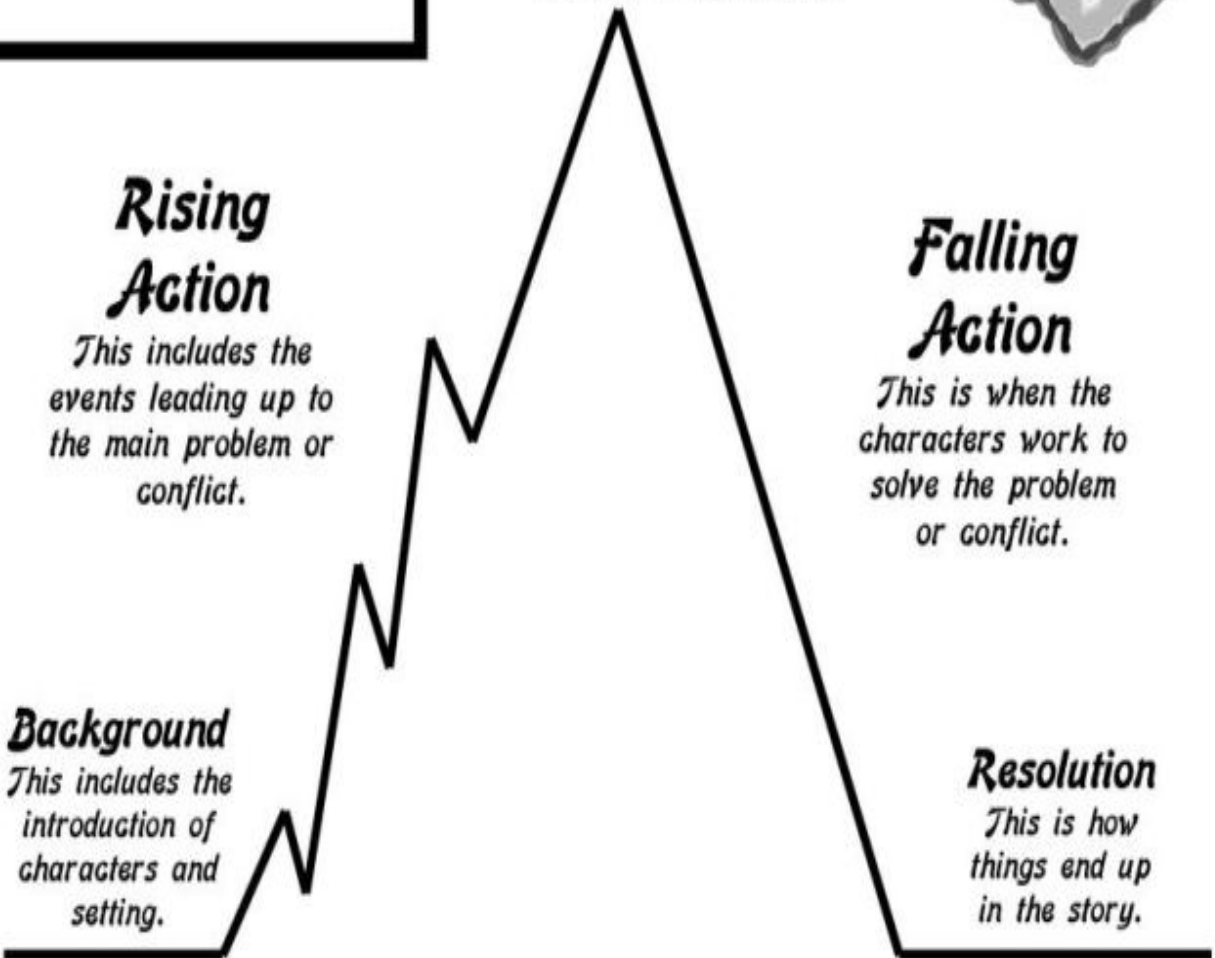 Rising
Action
This includes the
events leading up to
the main problem or
conflict.
Falling
Action
This is when the
characters work to
solve the problem
or conflict.
Background
This includes the
introduction of
characters and
setting.
Resolution
This is how
things end up
in the story.